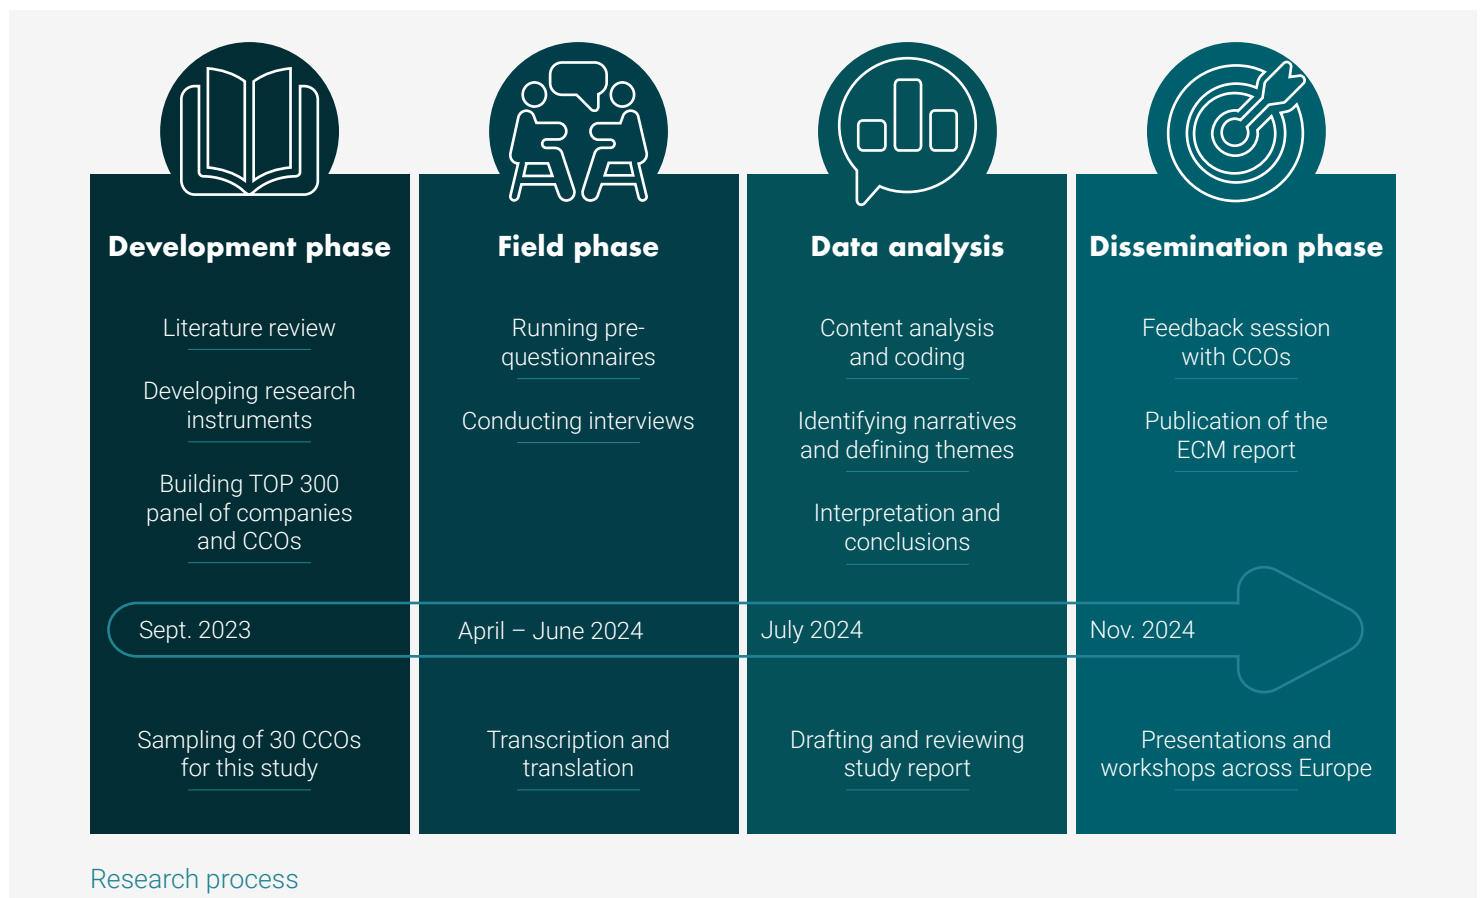 Development phase
Literature review
Developing research
instruments
Building TOP 300
panel of companies
and CCOs
Sept. 2023
Sampling of 30 CCOs
for this study
Field phase
Running pre-
questionnaires
Conducting interviews
April – June 2024
Transcription and
translation
Data analysis
Content analysis
and coding
Identifying narratives
and defining themes
Interpretation and
conclusions
July 2024
Drafting and reviewing
study report
Dissemination phase
Feedback session
with CCOs
Publication of the
ECM report
Nov. 2024
Presentations and
workshops across Europe
Research process